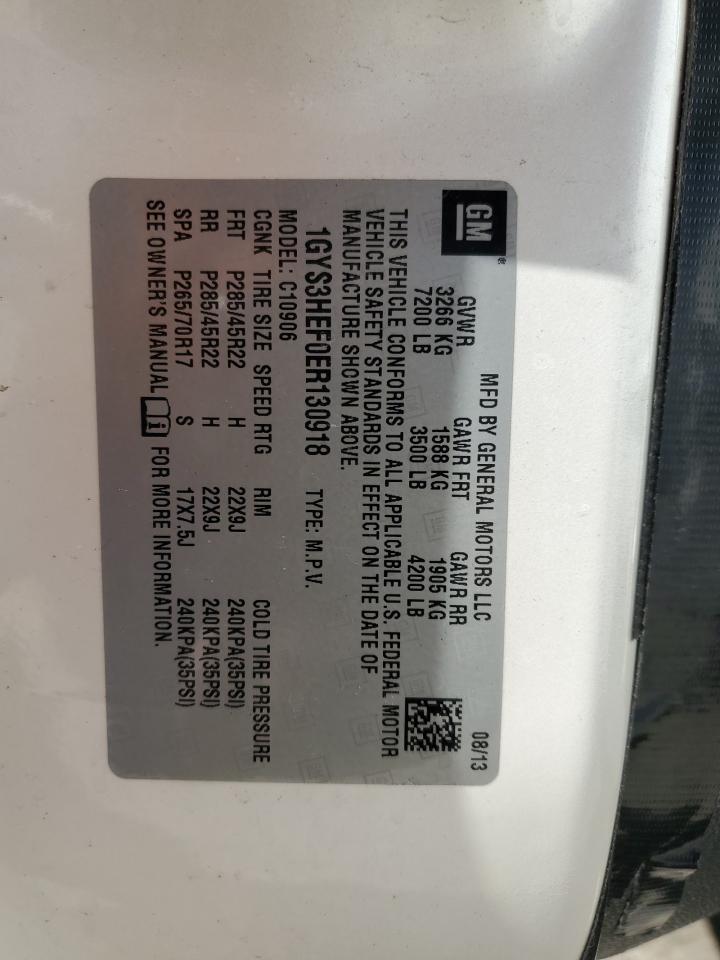 GM®
MFD BY GENERAL MOTORS LLC 08/13
GVWR GAWR FRT GAWR RR
3266 KG 1588 KG 1905 KG
7200 LB 3500 LB 4200 LB
THIS VEHICLE CONFORMS TO ALL APPLICABLE U.S. FEDERAL MOTOR
VEHICLE SAFETY STANDARDS IN EFFECT ON THE DATE OF
MANUFACTURE SHOWN ABOVE.
1GYS3HEF0ER130918 TYPE: M.P.V.
MODEL: C10906
CGNK TIRE SIZE SPEED RTG RIM COLD TIRE PRESSURE
FRT P285/45R22 H 22X9J 240KPA(35PSI)
RR P285/45R22 H 22X9J 240KPA(35PSI)
SPA P265/70R17 S 17X7.5J 240KPA(35PSI)
SEE OWNER'S MANUAL i FOR MORE INFORMATION.